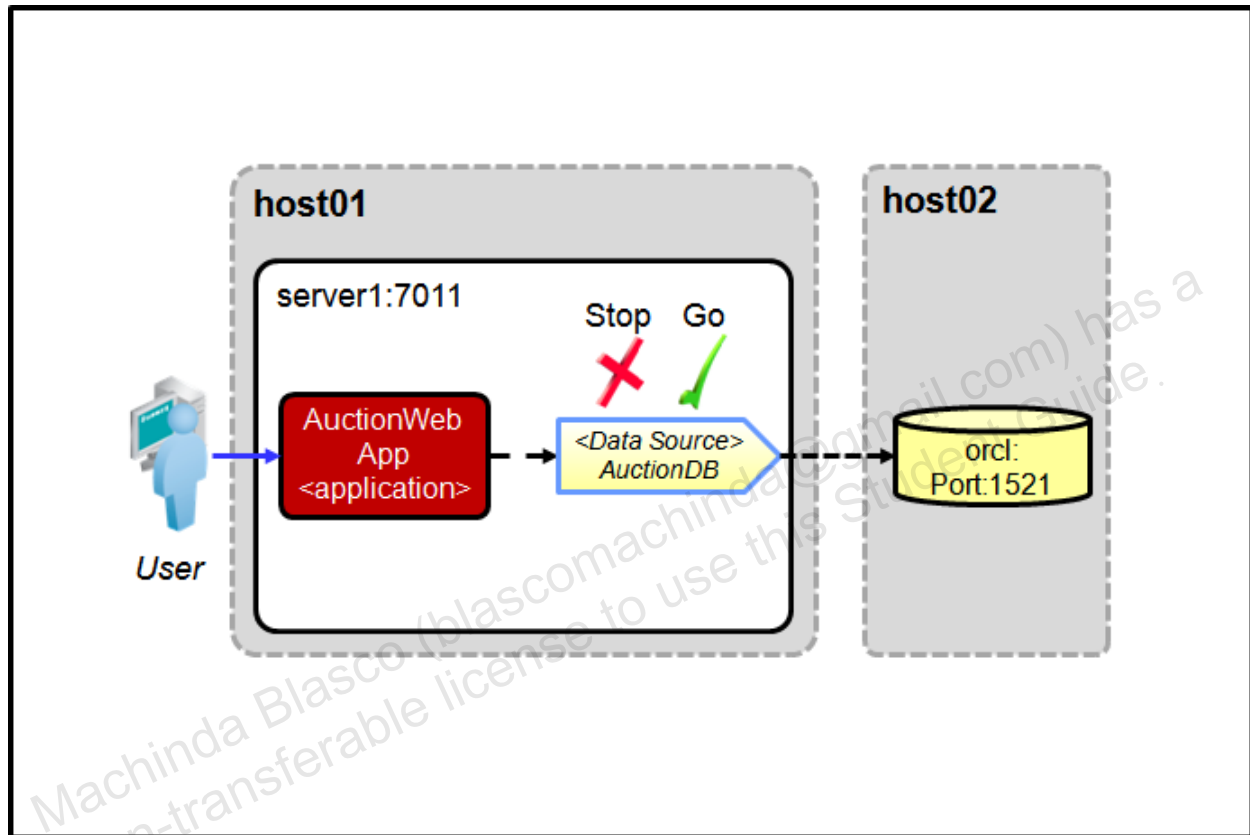 host01
host02
server1:7011
Stop Go
AuctionWeb
App
<application>
<Data Source>
AuctionDB
orcl:
Port:1521
User
Machinda Blasco (blascomachinda@gmail.com) has a
n-transferable license to use this Student Guide.